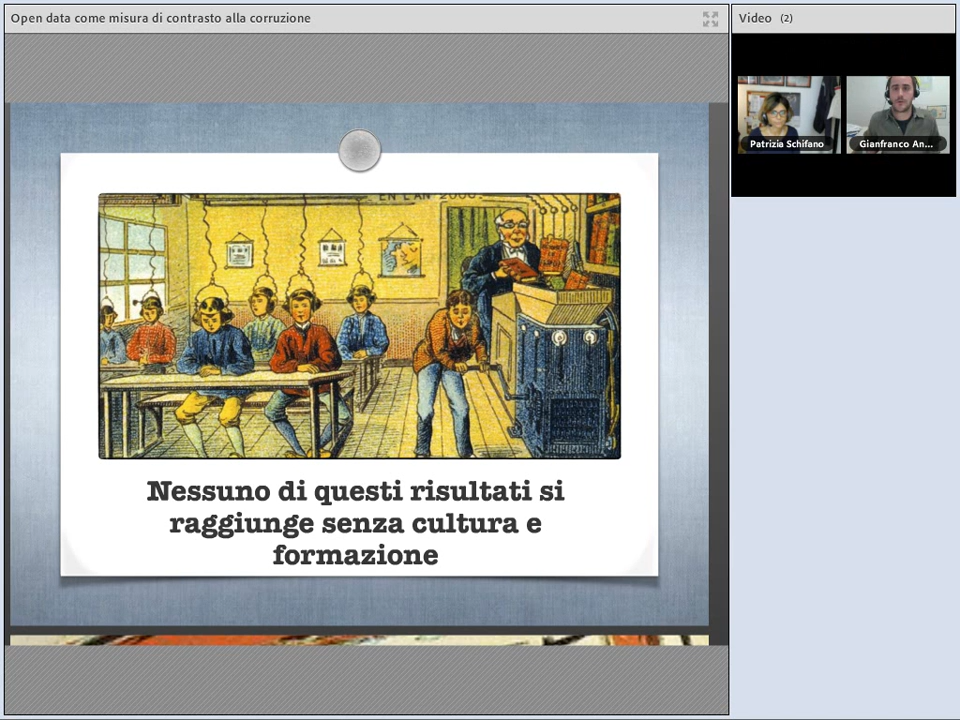 Open data come misura di contrasto alla corruzione
Video (2)
Patrizia Schifano
Gianfranco An...
EN L'AN 2000
Nessuno di questi risultati si
raggiunge senza cultura e
formazione